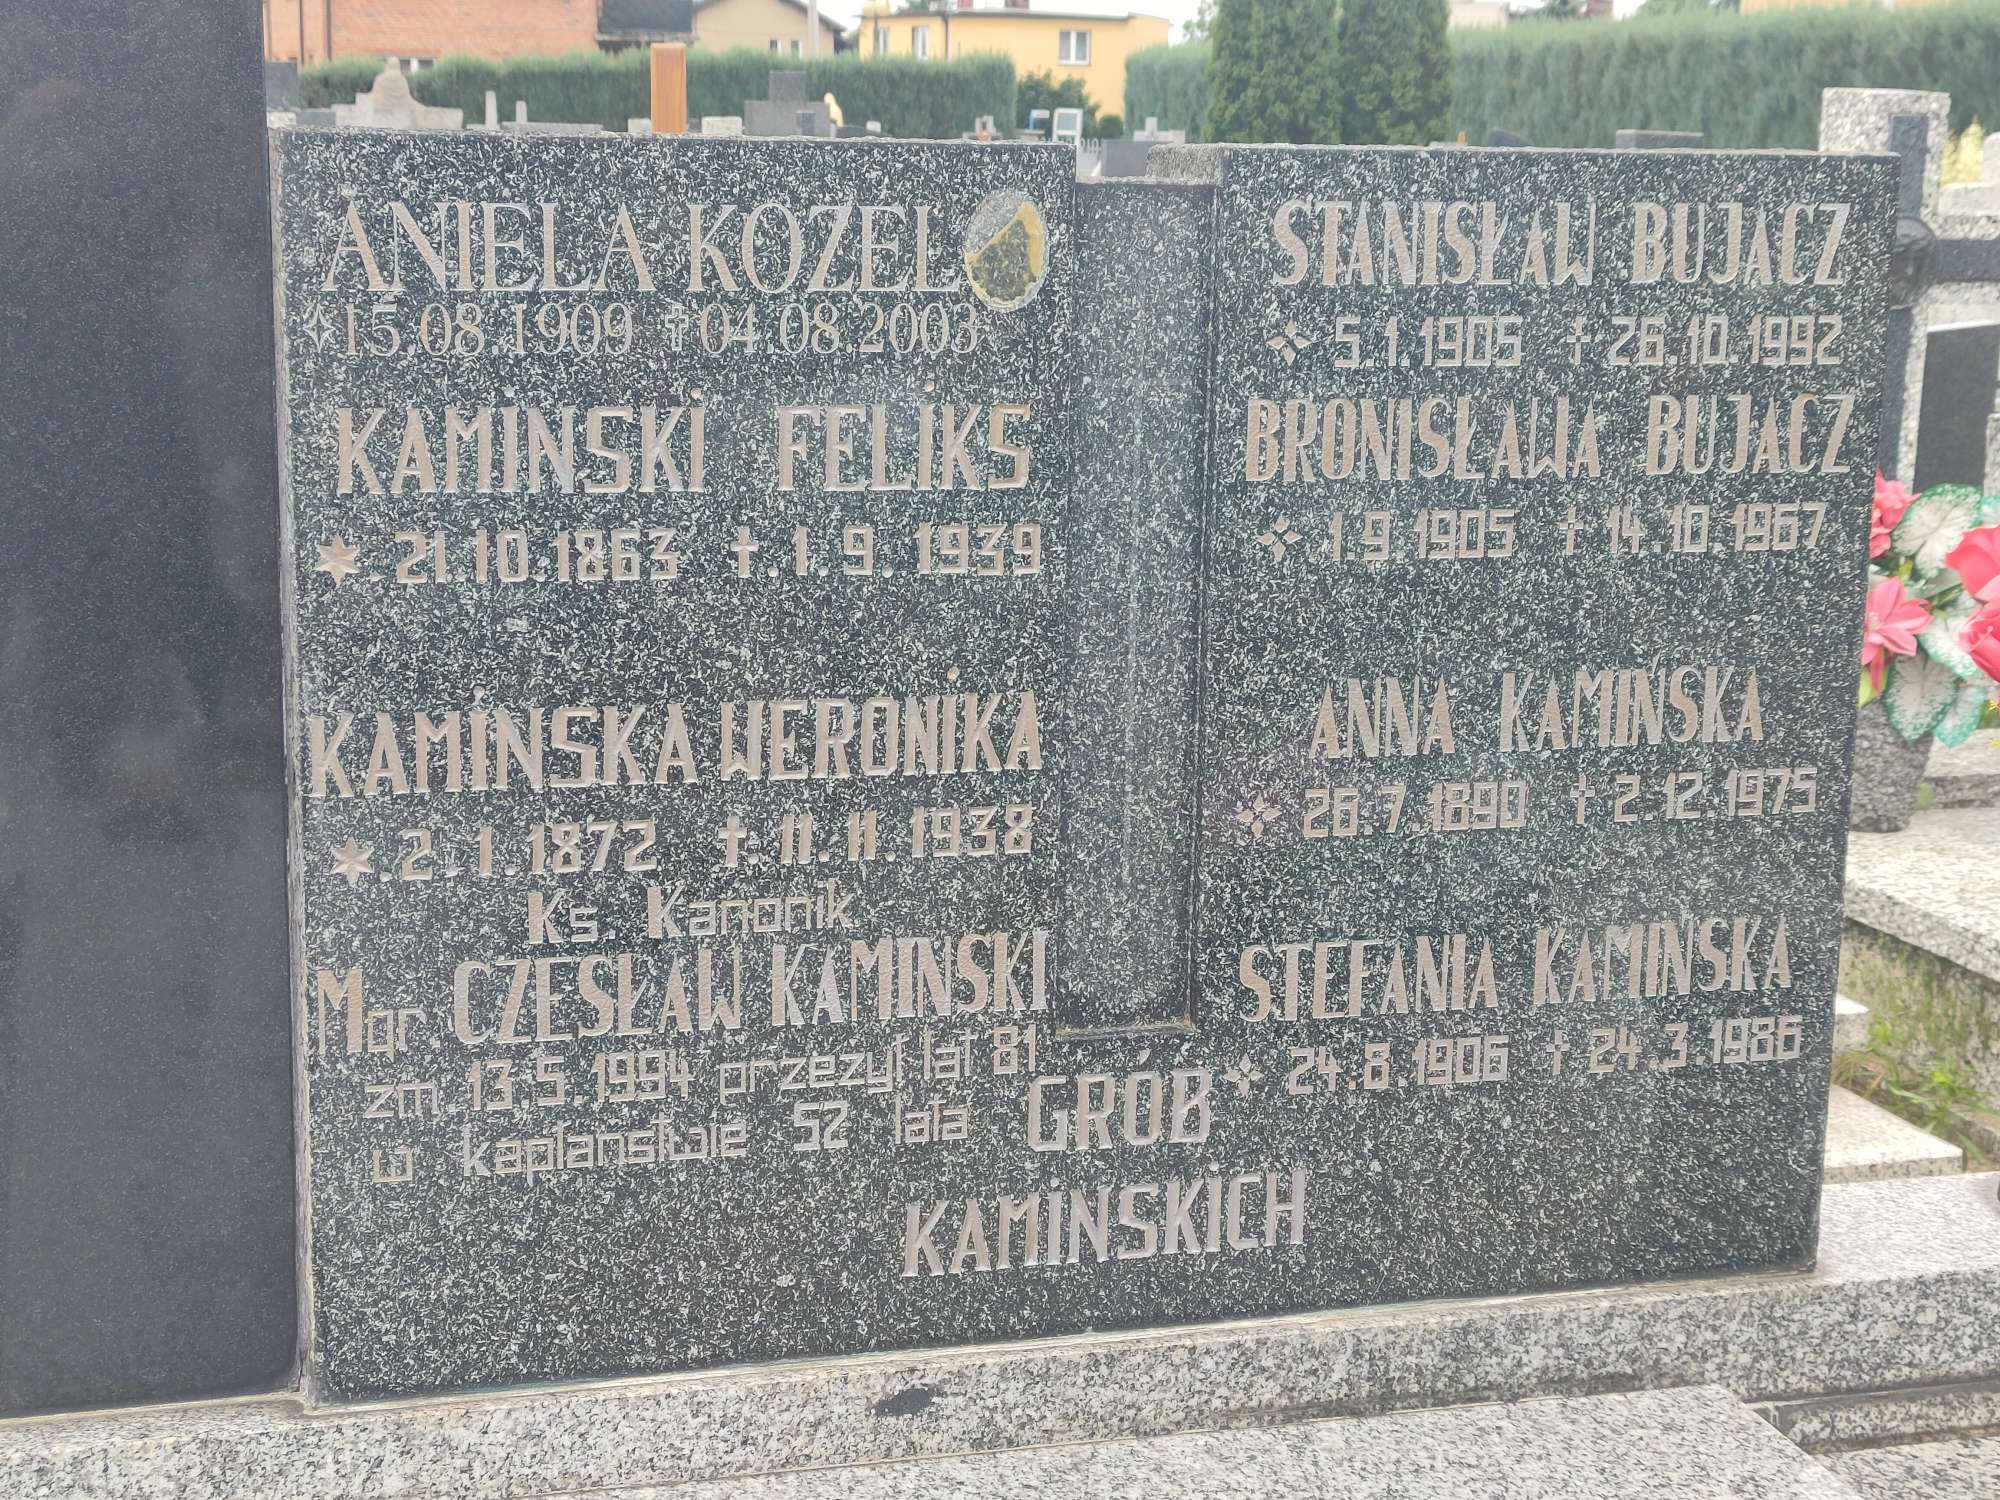 ANIELA KOZEL
15.08.1909 04.08.2003
KAMIŃSKI FELIKS
21.10.1863 1.9.1939
KAMIŃSKA WERONIKA
2.1.1872 11.11.1938
Ks. Kanonik
Mgr CZESŁAW KAMINSKI
zm. 13.5.1994 przeżył lat 81
w kapłanstwie 52 lata
STANISŁAW BUJACZ
5.1.1905 26.10.1992
BRONISŁAWA BUJACZ
1.9.1905 14.10.1967
ANNA KAMIŃSKA
26.7.1890 2.12.1975
STEFANIA KAMIŃSKA
24.8.1906 24.3.1986
GRÓB
KAMIŃSKICH